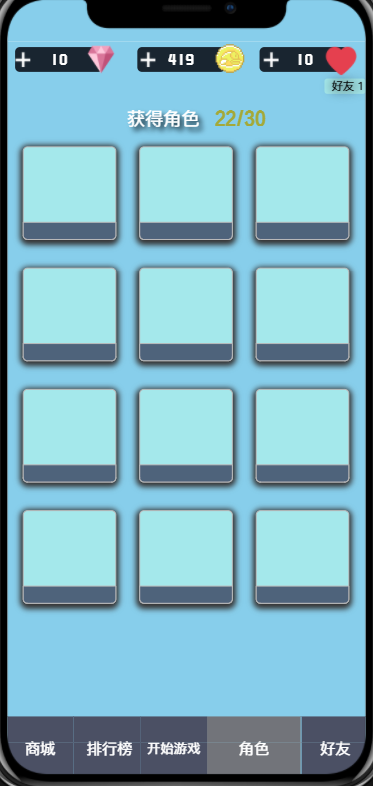 + 10 + 419 + 10
好友 1
获得角色 22/30
商城 排行榜 开始游戏 角色 好友